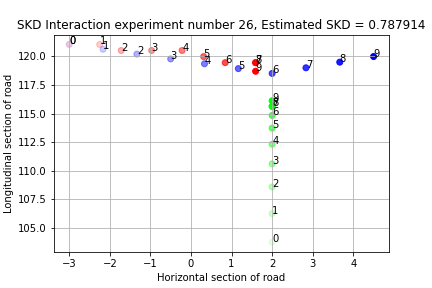 SKD Interaction experiment number 26, Estimated SKD = 0.787914
Longitudinal section of road
120.0
117.5
115.0
112.5
110.0
107.5
105.0
0 1 2 3 4 5 6 8 9
0 1 2 3 4 5 6 7 8 9
9
8
6
5
4
3
2
1
0
−3 −2 −1 0 1 2 3 4
Horizontal section of road